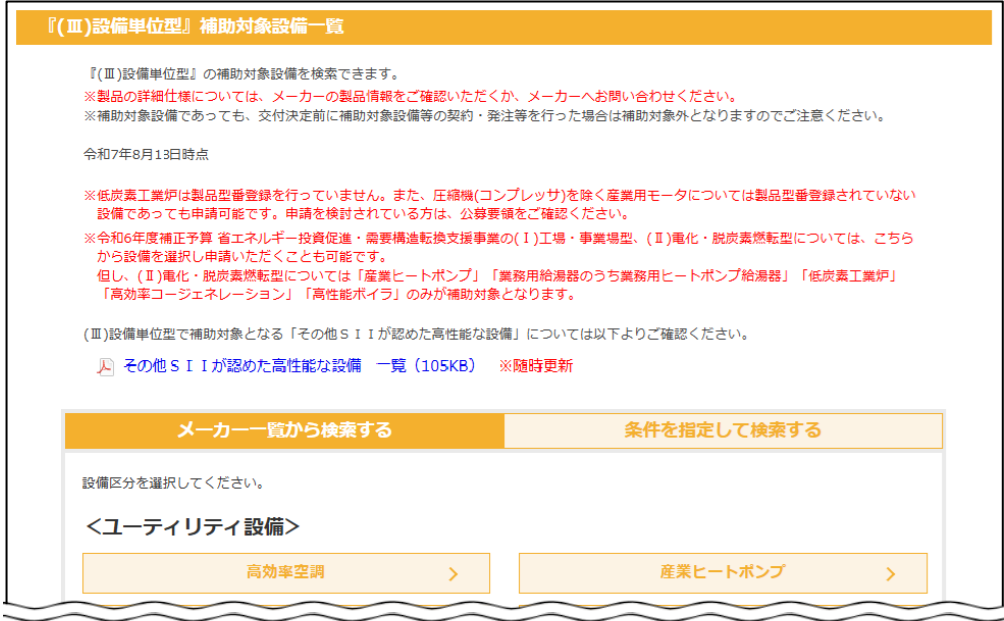 『(Ⅲ)設備単位型』補助対象設備一覧
『(Ⅲ)設備単位型』の補助対象設備を検索できます。
※製品の詳細仕様については、メーカーの製品情報をご確認いただくか、メーカーへお問い合わせください。
※補助対象設備であっても、交付決定前に補助対象設備等の契約・発注等を行った場合は補助対象外となりますのでご注意ください。
令和7年8月13日時点
※低炭素工業炉は製品型番登録を行っていません。また、圧縮機(コンプレッサ)を除く産業用モータについては製品型番登録されていない
設備であっても申請可能です。申請を検討されている方は、公募要領をご確認ください。
※令和6年度補正予算 省エネルギー投資促進・需要構造転換支援事業の(Ⅰ)工場・事業場型、(Ⅱ)電化・脱炭素燃転型については、こちら
から設備を選択し申請いただくことも可能です。
但し、(Ⅱ)電化・脱炭素燃転型については「産業ヒートポンプ」「業務用給湯器のうち業務用ヒートポンプ給湯器」「低炭素工業炉」
「高効率コージェネレーション」「高性能ボイラ」のみが補助対象となります。
(Ⅲ)設備単位型で補助対象となる「その他ＳＩＩが認めた高性能な設備」については以下よりご確認ください。
その他ＳＩＩが認めた高性能な設備　一覧（105KB）　※随時更新
メーカー一覧から検索する
条件を指定して検索する
設備区分を選択してください。
＜ユーティリティ設備＞
高効率空調
産業ヒートポンプ